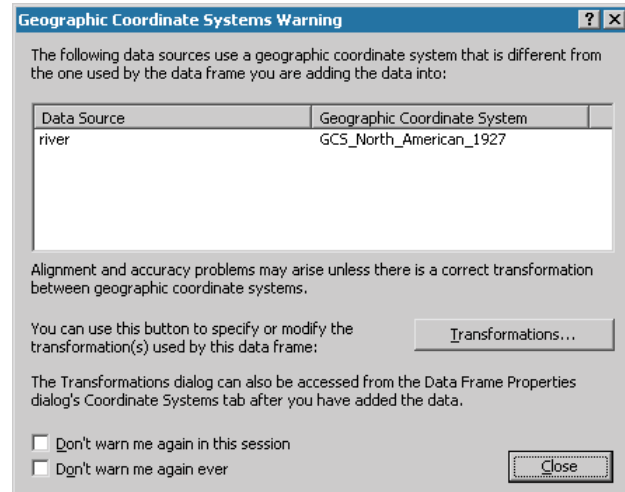 Geographic Coordinate Systems Warning
The following data sources use a geographic coordinate system that is different from
the one used by the data frame you are adding the data into:
Data Source Geographic Coordinate System
river GCS_North_American_1927
Alignment and accuracy problems may arise unless there is a correct transformation
between geographic coordinate systems.
You can use this button to specify or modify the
transformation(s) used by this data frame:
Transformations...
The Transformations dialog can also be accessed from the Data Frame Properties
dialog's Coordinate Systems tab after you have added the data.
Don't warn me again in this session
Don't warn me again ever
Close